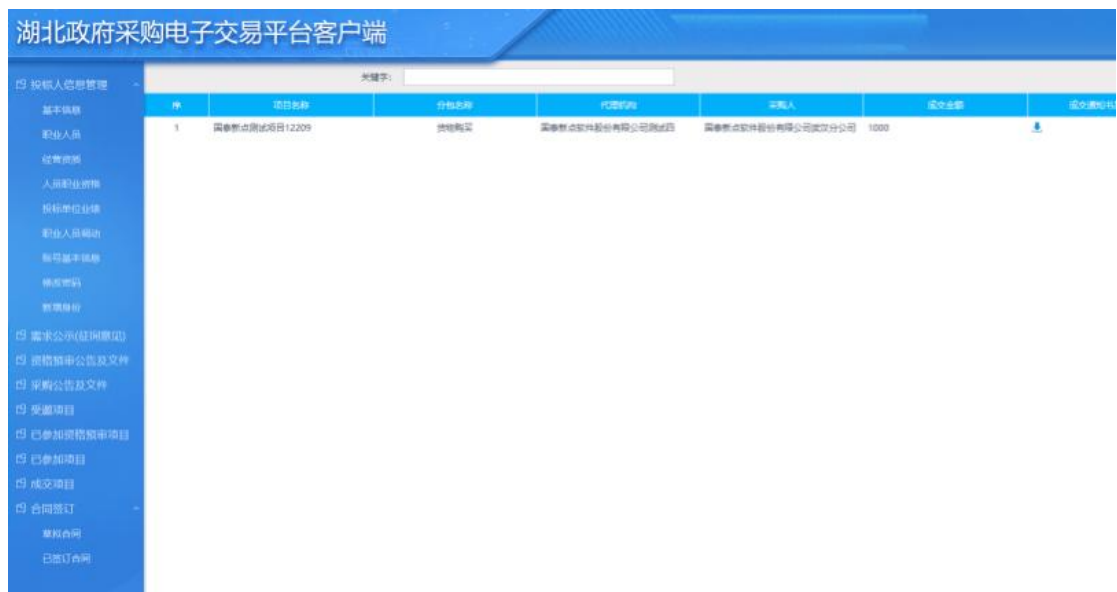 湖北政府采购电子交易平台客户端
投标人信息管理
关键字：
基本信息
序 项目名称 分包名称 代理机构 采购人 成交金额 成交通知书
1 国泰新点测试项目12209 货物购买 国泰新点软件股份有限公司测试四 国泰新点软件股份有限公司武汉分公司 1000
职业人员
经营资质
人员职业资格
投标单位业绩
职业人员调动
账号基本信息
修改密码
新增身份
需求公示(征询意见)
资格预审公告及文件
采购公告及文件
受邀项目
已参加资格预审项目
已参加项目
成交项目
合同签订
草拟合同
已签订合同